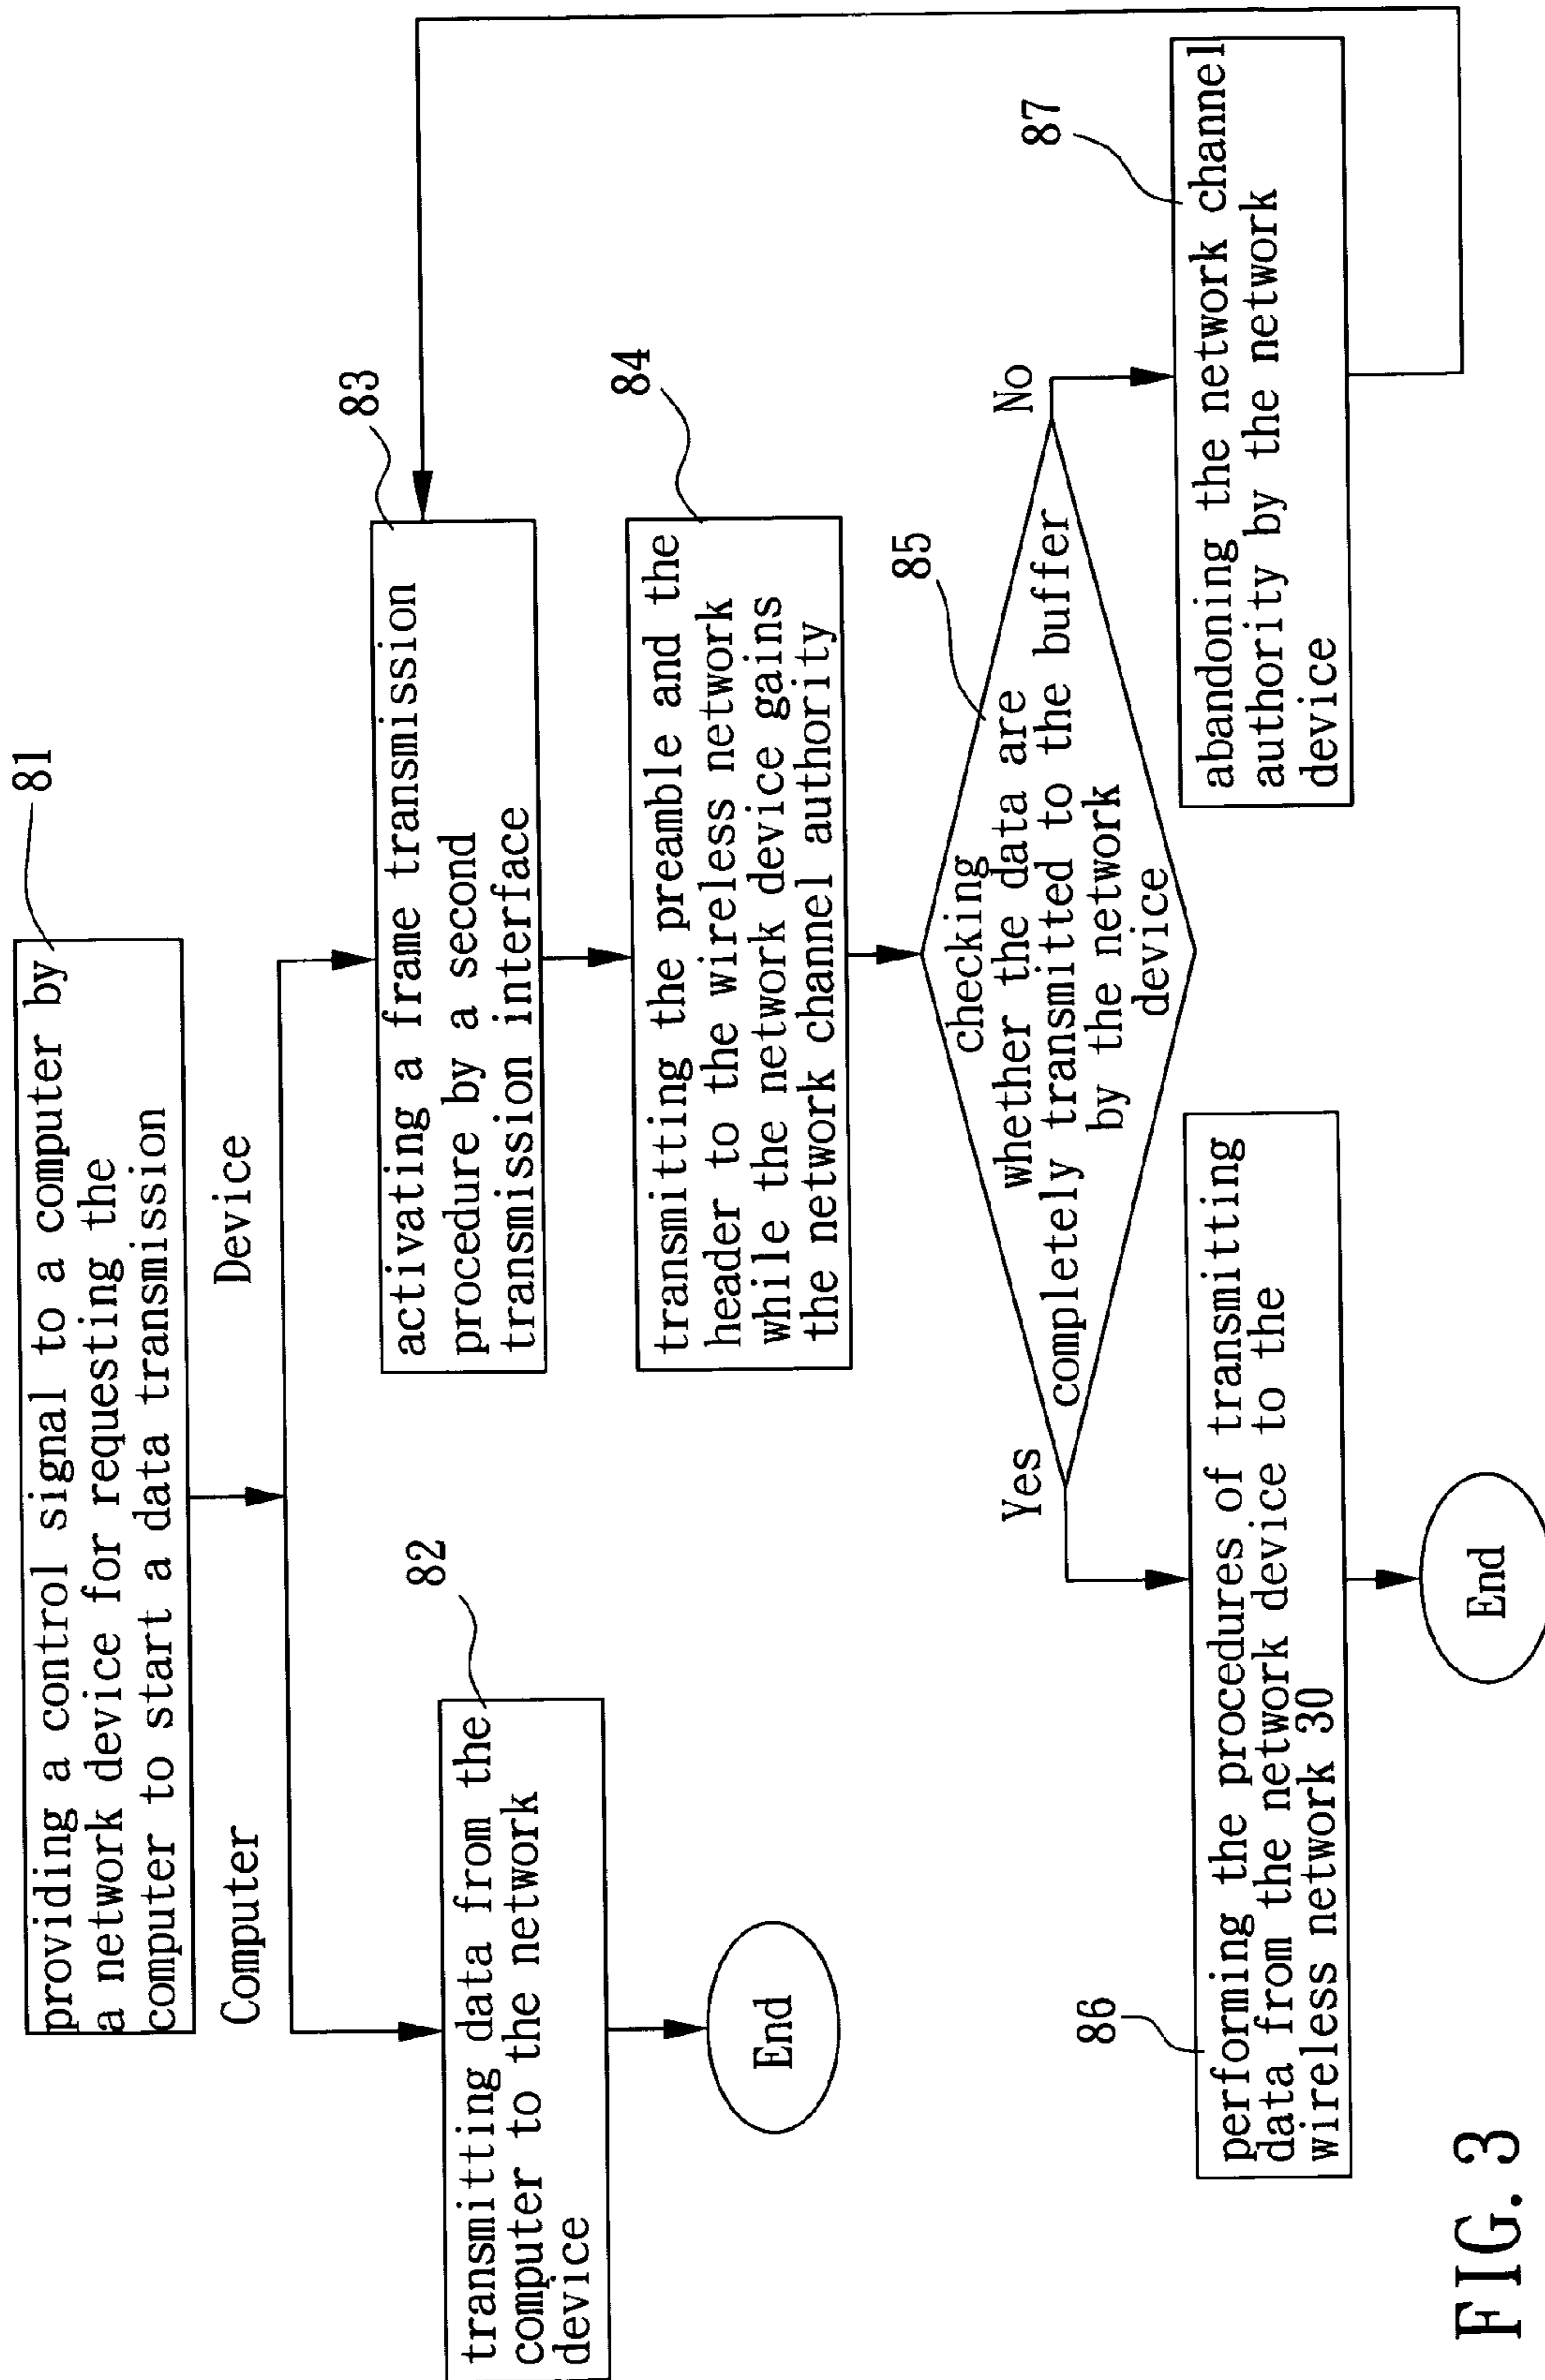 81
providing a control signal to a computer by
a network device for requesting the
computer to start a data transmission
Computer
Device
82
transmitting data from the
computer to the network
device
End
83
activating a frame transmission
procedure by a second
transmission interface
84
transmitting the preamble and the
header to the wireless network
while the network device gains
the network channel authority
85
checking
whether the data are
completely transmitted to the buffer
by the network
device
Yes
No
86
performing the procedures of transmitting
data from the network device to the
wireless network 30
End
87
abandoning the network channel
authority by the network
device
FIG. 3